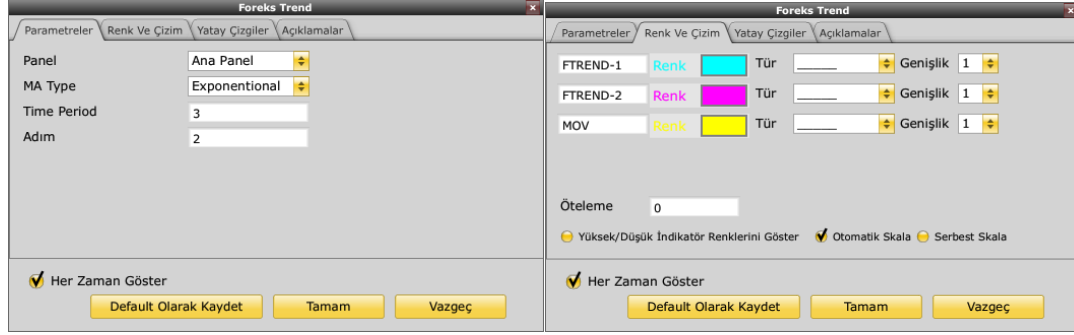 Foreks Trend
Parametreler Renk Ve Çizim Yatay Çizgiler Açıklamalar
Panel Ana Panel
MA Type Exponentional
Time Period 3
Adım 2
Her Zaman Göster
Default Olarak Kaydet Tamam Vazgeç
Foreks Trend
Parametreler Renk Ve Çizim Yatay Çizgiler Açıklamalar
FTREND-1 Renk Tür _____ Genişlik 1
FTREND-2 Renk Tür _____ Genişlik 1
MOV Renk Tür _____ Genişlik 1
Öteleme 0
Yüksek/Düşük İndikatör Renklerini Göster Otomatik Skala Serbest Skala
Her Zaman Göster
Default Olarak Kaydet Tamam Vazgeç